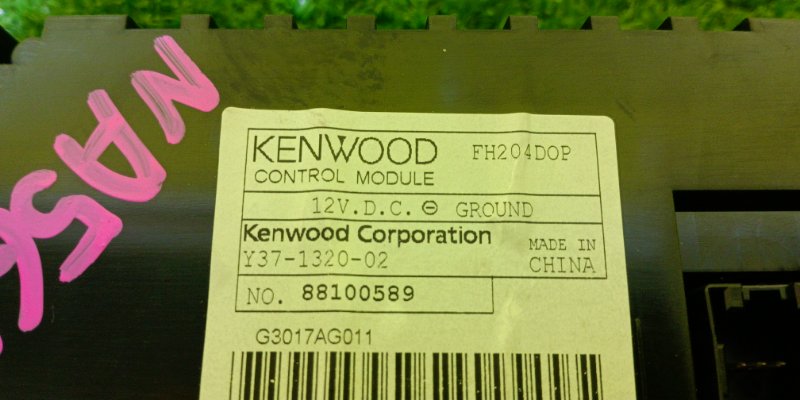 KENWOOD FH204DOP
CONTROL MODULE
12V.D.C. ⊖ GROUND
Kenwood Corporation
Y37-1320-02 MADE IN
CHINA
NO. 88100589
G3017AG011